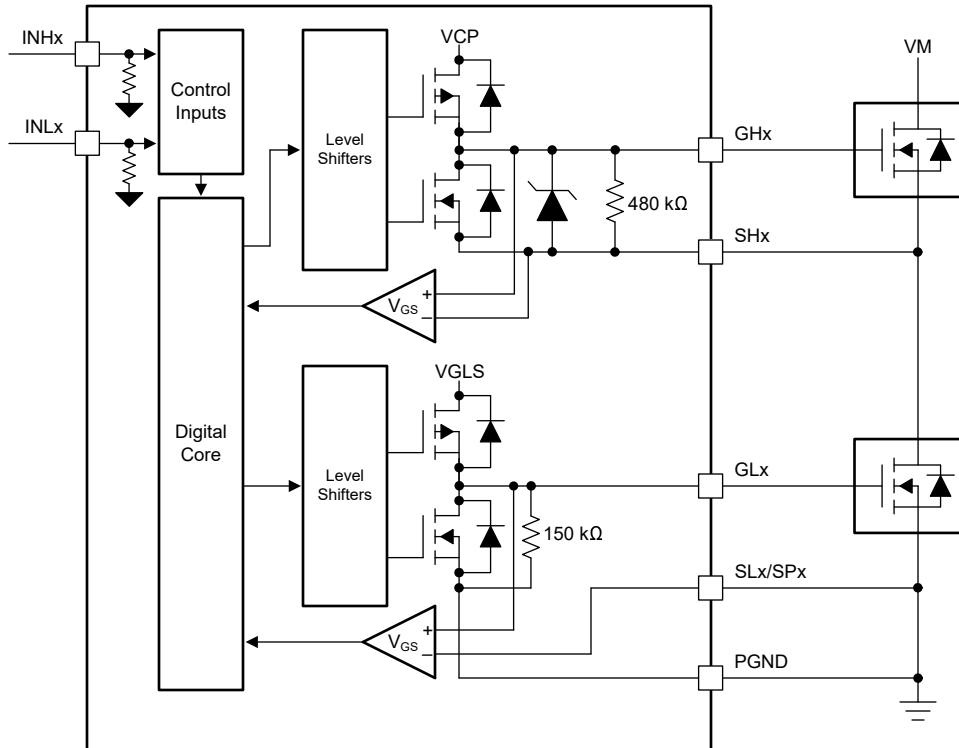 INHx
INLx
Control
Inputs
Level
Shifters
VCP
VM
GHx
480 kΩ
SHx
+
VGS
−
Digital
Core
Level
Shifters
VGLS
GLx
150 kΩ
SLx/SPx
+
VGS
−
PGND